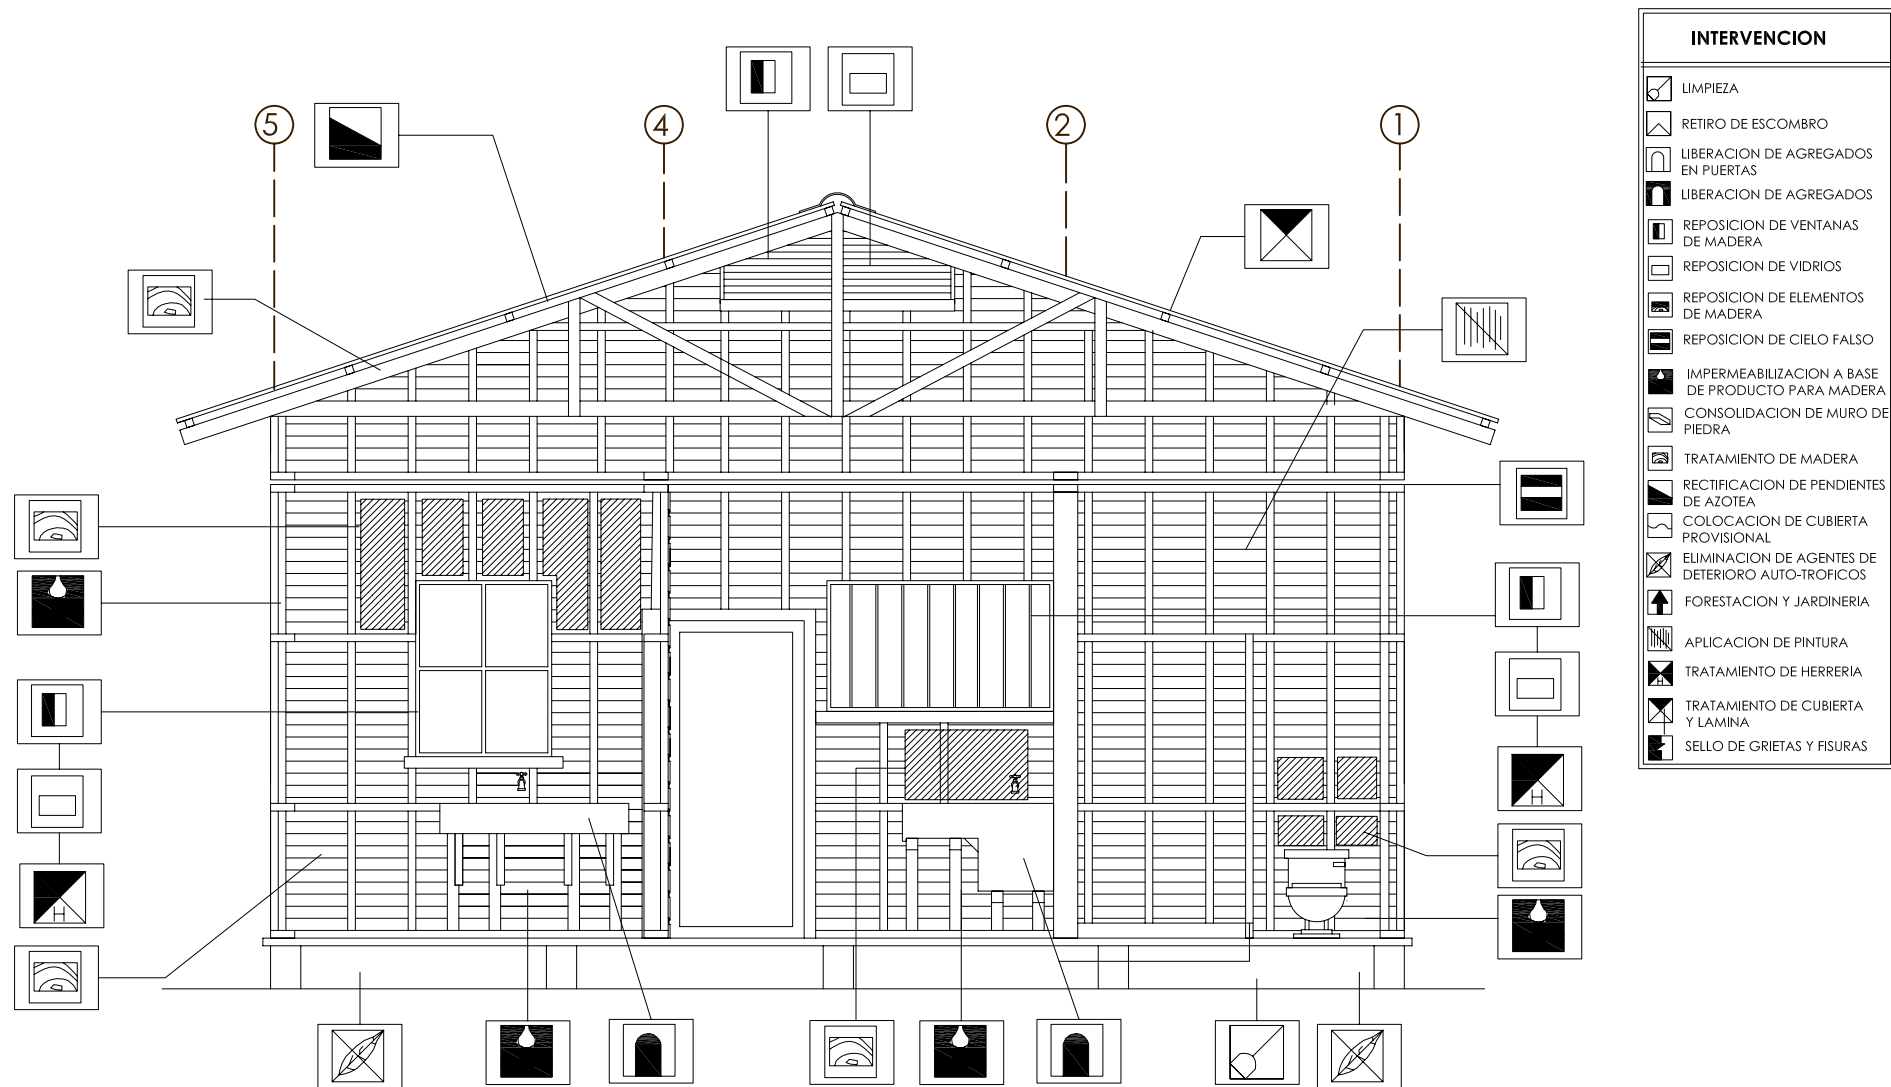 5
4
2
1
H
H
INTERVENCION
LIMPIEZA
RETIRO DE ESCOMBRO
LIBERACION DE AGREGADOS
EN PUERTAS
LIBERACION DE AGREGADOS
REPOSICION DE VENTANAS
DE MADERA
REPOSICION DE VIDRIOS
REPOSICION DE ELEMENTOS
DE MADERA
REPOSICION DE CIELO FALSO
IMPERMEABILIZACION A BASE
DE PRODUCTO PARA MADERA
CONSOLIDACION DE MURO DE
PIEDRA
TRATAMIENTO DE MADERA
RECTIFICACION DE PENDIENTES
DE AZOTEA
COLOCACION DE CUBIERTA
PROVISIONAL
ELIMINACION DE AGENTES DE
DETERIORO AUTO-TROFICOS
FORESTACION Y JARDINERIA
APLICACION DE PINTURA
H
TRATAMIENTO DE HERRERIA
TRATAMIENTO DE CUBIERTA
Y LAMINA
SELLO DE GRIETAS Y FISURAS